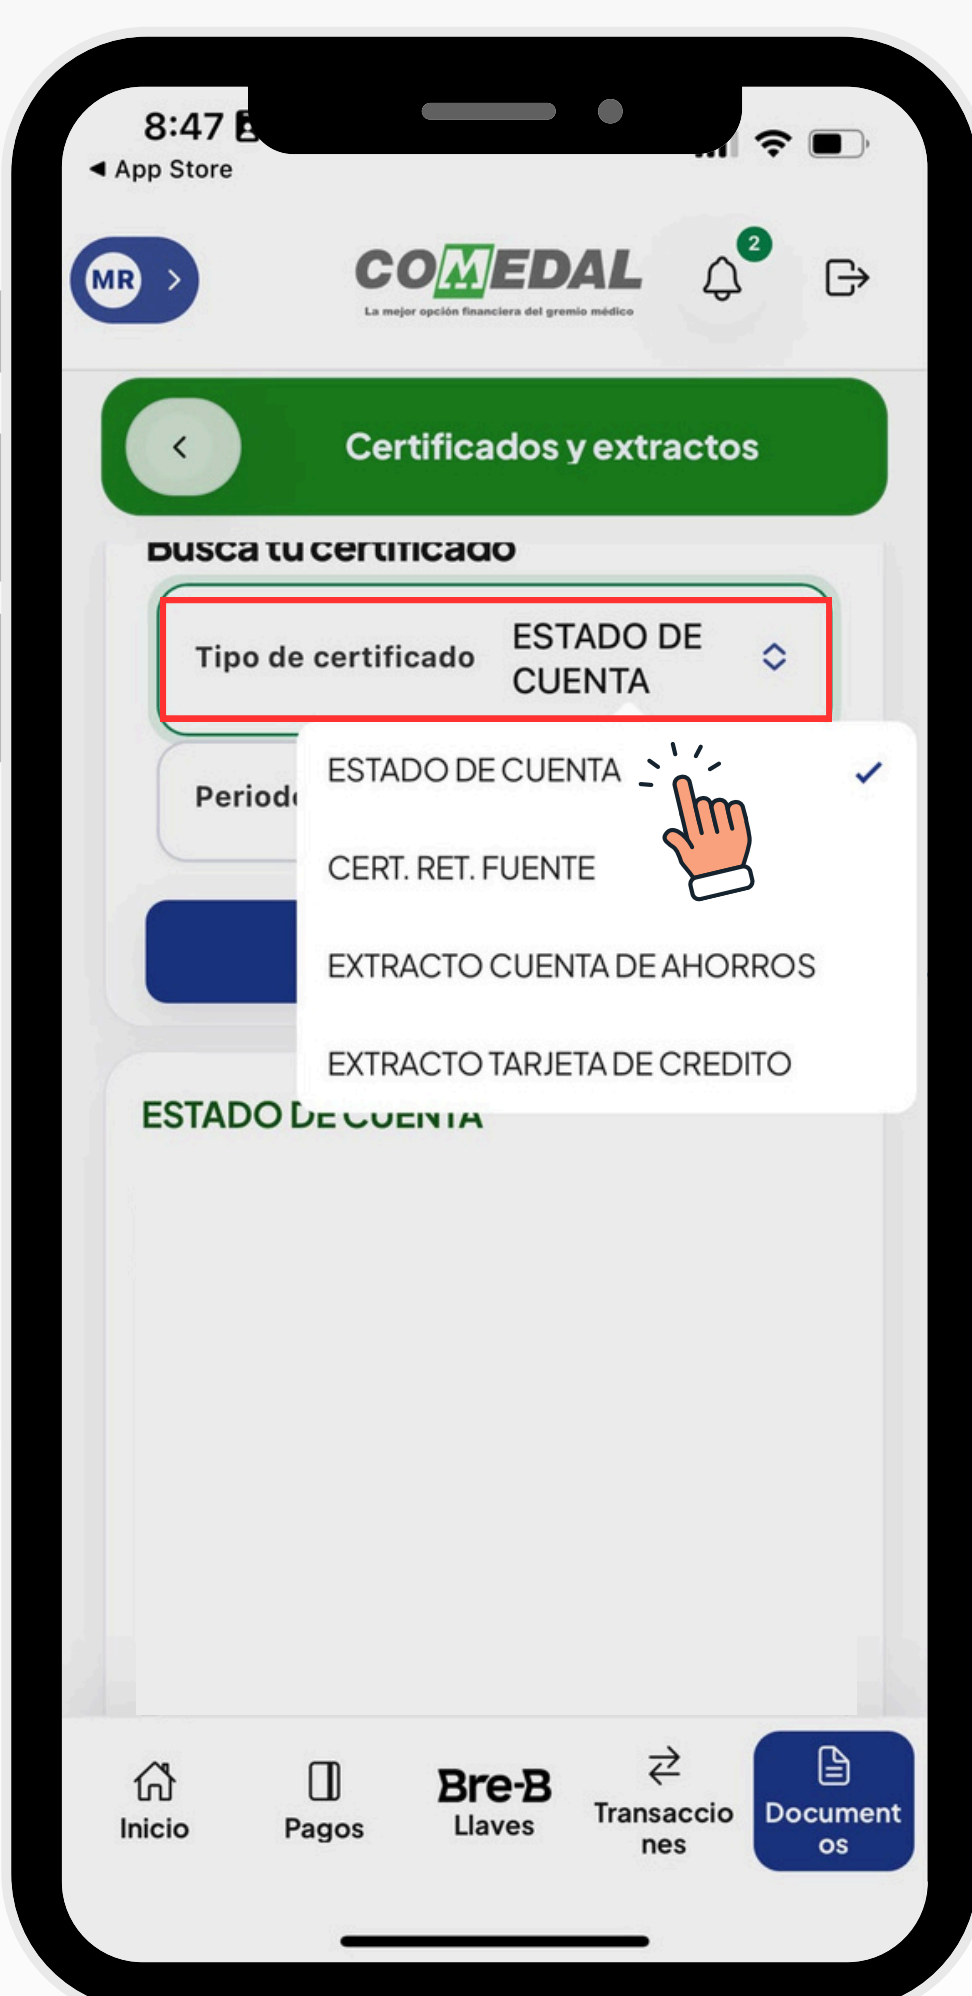 8:47
◀ App Store
MR
COMEDAL
La mejor opción financiera del gremio médico
2
Certificados y extractos
Busca tu certificado
Tipo de certificado
ESTADO DE
CUENTA
ESTADO DE CUENTA
Periodo
CERT. RET. FUENTE
EXTRACTO CUENTA DE AHORROS
EXTRACTO TARJETA DE CREDITO
ESTADO DE CUENTA
Inicio
Pagos
Bre-B
Llaves
Transaccio
nes
Document
os